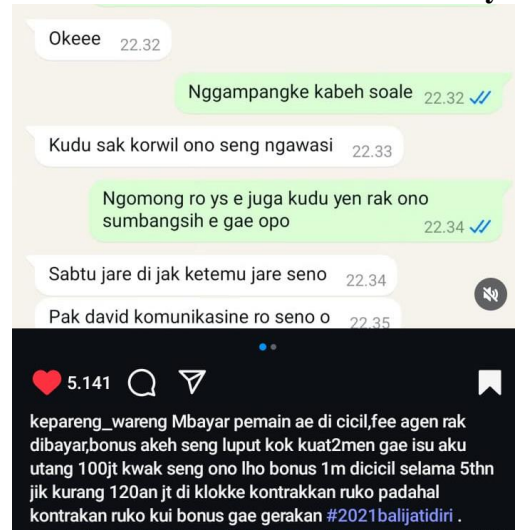 Okeee 22.32
Nggampangke kabeh soale 22.32
Kudu sak korwil ono seng ngawasi 22.33
Ngomong ro ys e juga kudu yen rak ono
sumbangsih e gae opo 22.34
Sabtu jare di jak ketemu jare seno 22.34
Pak david komunikasine ro seno o 22.35
5.141
kepareng_wareng Mbayar pemain ae di cicil,fee agen rak
dibayar,bonus akeh seng luput kok kuat2men gae isu aku
utang 100jt kwak seng ono lho bonus 1m dicicil selama 5thn
jik kurang 120an jt di klokke kontrakkan ruko padahal
kontrakan ruko kui bonus gae gerakan #2021balijatidiri .